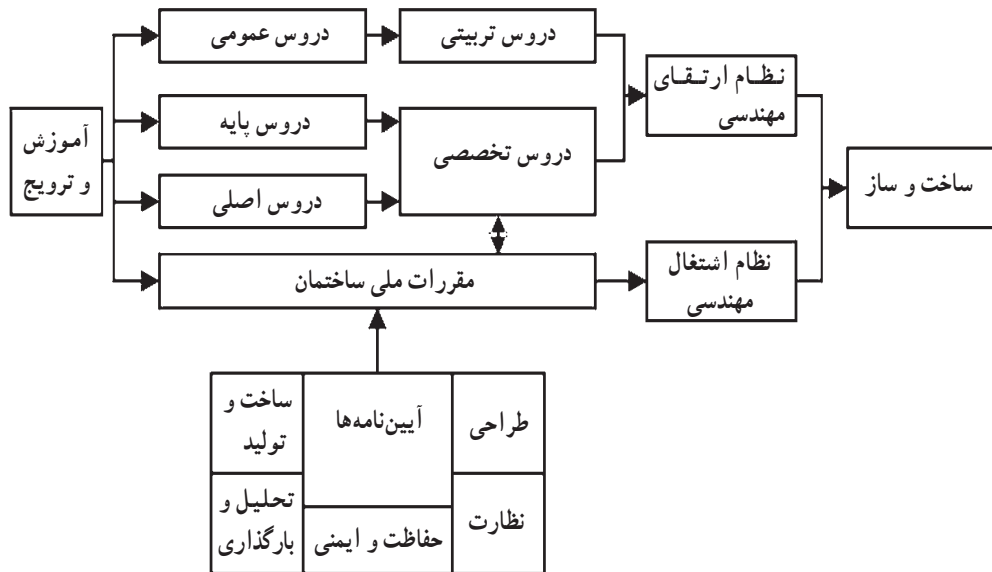 آموزش
و ترویج
دروس عمومی
دروس تربیتی
دروس پایه
دروس تخصصی
دروس اصلی
مقررات ملی ساختمان
نظام ارتقای
مهندسی
نظام اشتغال
مهندسی
ساخت و ساز
طراحی
آیین‌نامه‌ها
ساخت و
تولید
نظارت
حفاظت و ایمنی
تحلیل و
بارگذاری